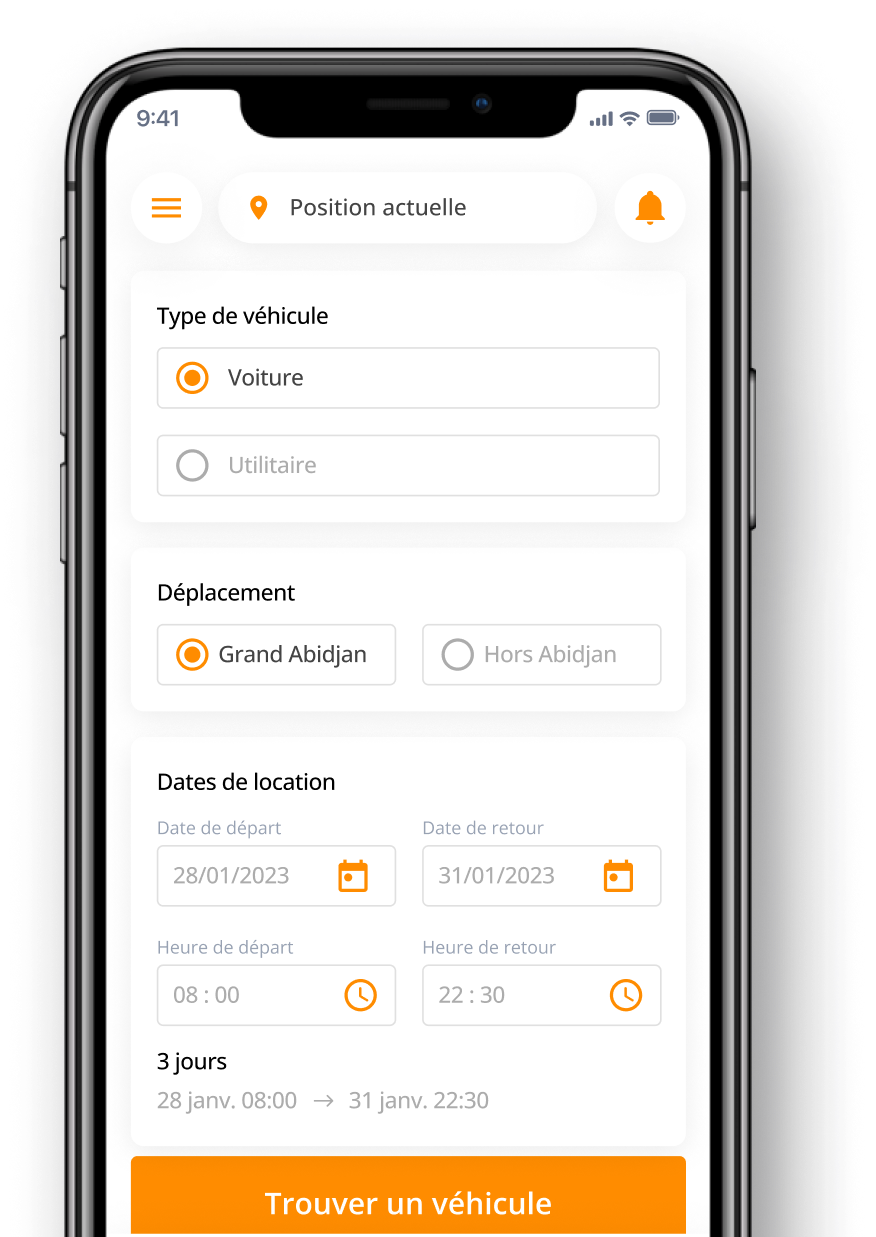 9:41
Position actuelle
Type de véhicule
Voiture
Utilitaire
Déplacement
Grand Abidjan
Hors Abidjan
Dates de location
Date de départ
Date de retour
28/01/2023
31/01/2023
Heure de départ
Heure de retour
08 : 00
22 : 30
3 jours
28 janv. 08:00 → 31 janv. 22:30
Trouver un véhicule